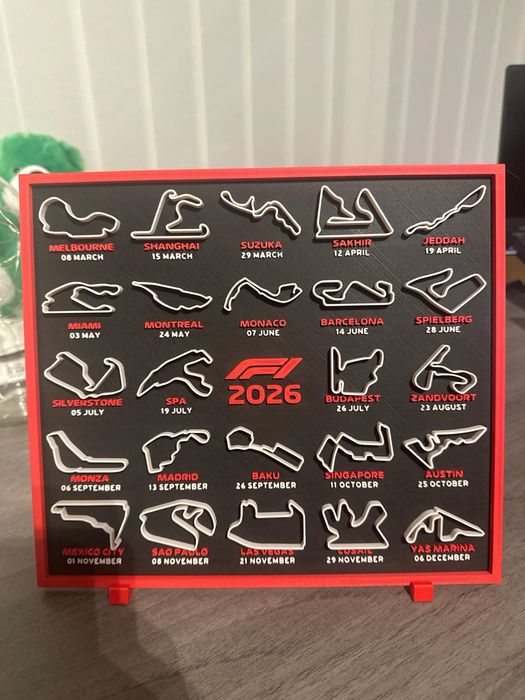 MELBOURNE
08 MARCH
SHANGHAI
15 MARCH
SUZUKA
29 MARCH
SAKHIR
12 APRIL
JEDDAH
19 APRIL
MIAMI
03 MAY
MONTREAL
24 MAY
MONACO
07 JUNE
BARCELONA
14 JUNE
SPIELBERG
28 JUNE
SILVERSTONE
05 JULY
SPA
19 JULY
F1
2026
BUDAPEST
26 JULY
ZANDVOORT
23 AUGUST
MONZA
06 SEPTEMBER
MADRID
13 SEPTEMBER
BAKU
26 SEPTEMBER
SINGAPORE
11 OCTOBER
AUSTIN
25 OCTOBER
MEXICO CITY
01 NOVEMBER
SAO PAULO
08 NOVEMBER
LAS VEGAS
21 NOVEMBER
LUSAIL
29 NOVEMBER
YAS MARINA
06 DECEMBER